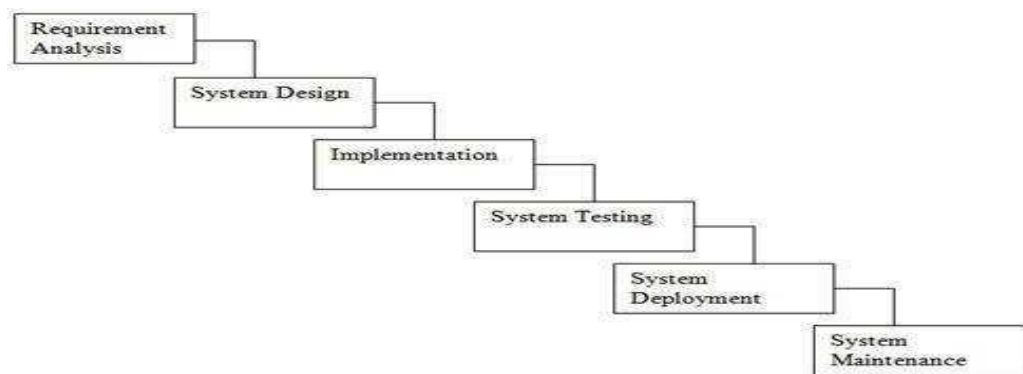 Requirement
Analysis
System Design
Implementation
System Testing
System
Deployment
System
Maintenance